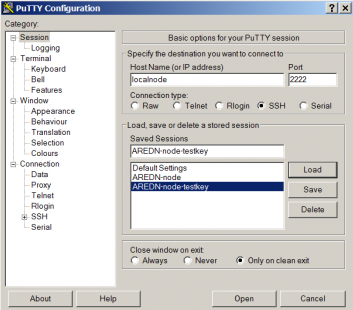 PuTTY Configuration
Category:
Session
Logging
Terminal
Keyboard
Bell
Features
Window
Appearance
Behaviour
Translation
Selection
Colours
Connection
Data
Proxy
Telnet
Rlogin
SSH
Serial
Basic options for your PuTTY session
Specify the destination you want to connect to
Host Name (or IP address) Port
localnode 2222
Connection type:
Raw Telnet Rlogin SSH Serial
Load, save or delete a stored session
Saved Sessions
AREDN-node-testkey
Default Settings
AREDN-node
AREDN-node-testkey
Load
Save
Delete
Close window on exit:
Always Never Only on clean exit
About Help Open Cancel